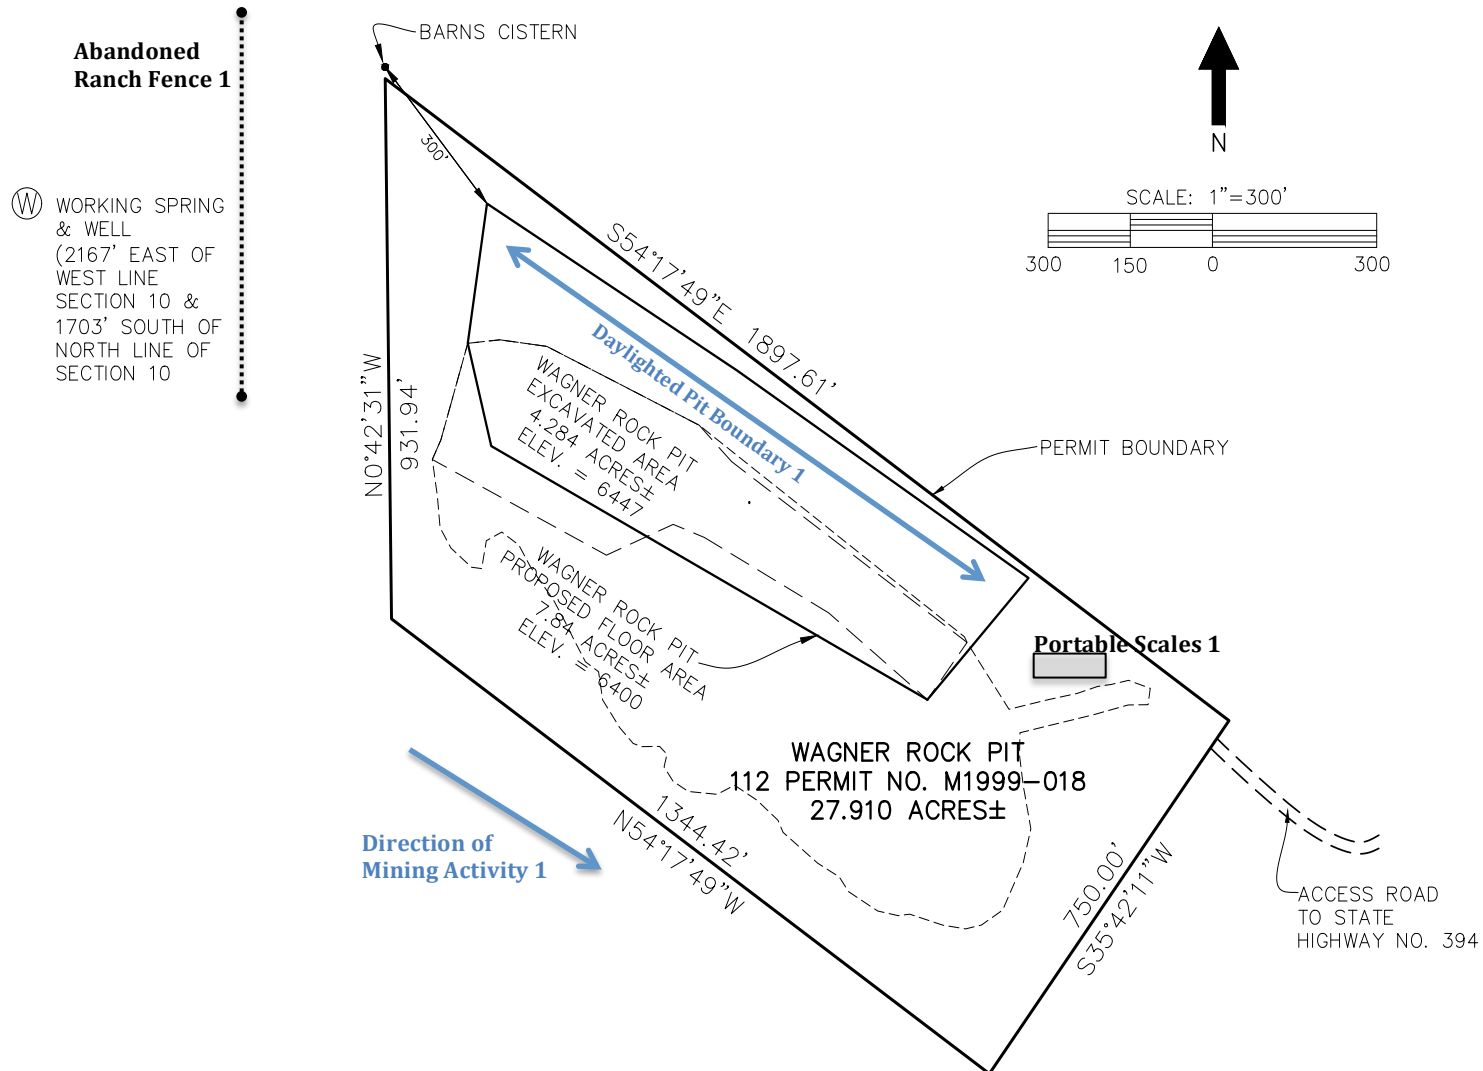 BARNS CISTERN
Abandoned
Ranch Fence 1
N
SCALE: 1"=300'
300 150 0 300
300'
W
WORKING SPRING
& WELL
(2167' EAST OF
WEST LINE
SECTION 10 &
1703' SOUTH OF
NORTH LINE OF
SECTION 10
S54°17'49"E 1897.61'
Daylighted Pit Boundary 1
N0°42'31"W
931.94'
WAGNER ROCK PIT
EXCAVATED AREA
4.284 ACRES±
ELEV. = 6447
PERMIT BOUNDARY
WAGNER ROCK PIT
PROPOSED FLOOR AREA
7.84 ACRES±
ELEV. = 6400
Portable Scales 1
WAGNER ROCK PIT
112 PERMIT NO. M1999-018
27.910 ACRES±
Direction of
Mining Activity 1
1344.42'
N54°17'49"W
750.00'
S35°42'11"W
ACCESS ROAD
TO STATE
HIGHWAY NO. 394